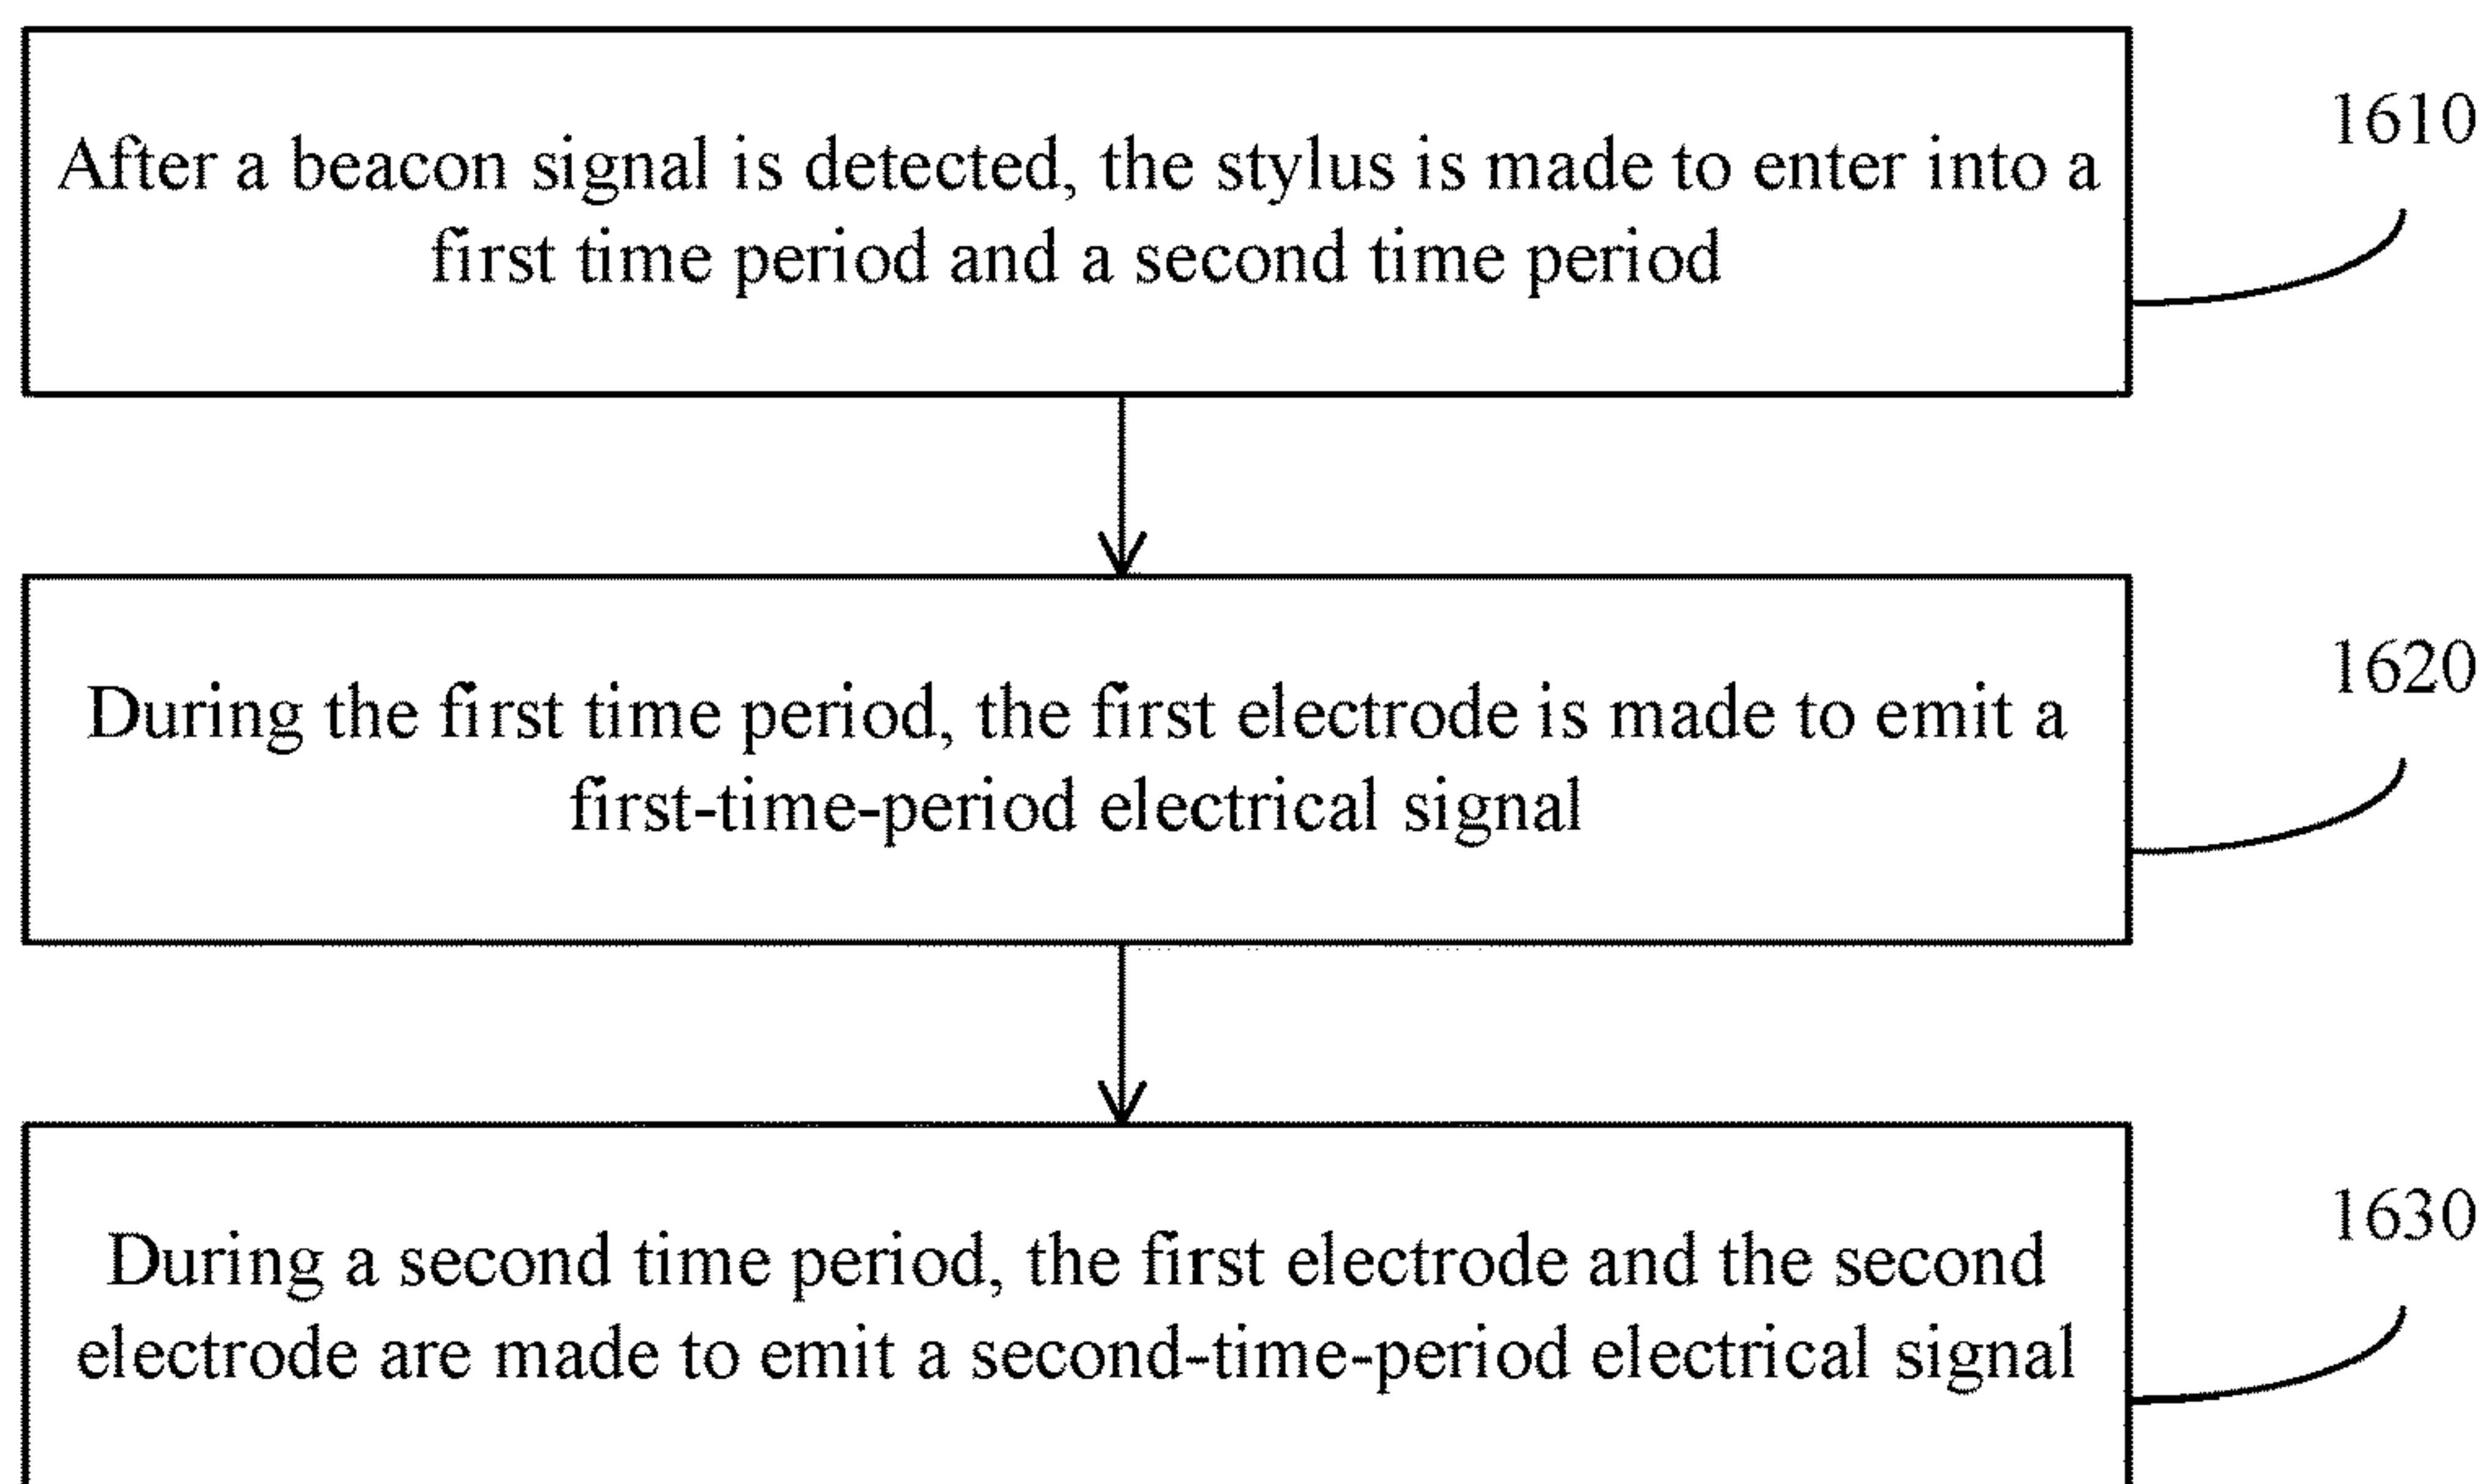 After a beacon signal is detected, the stylus is made to enter into a
first time period and a second time period
1610
During the first time period, the first electrode is made to emit a
first-time-period electrical signal
1620
During a second time period, the first electrode and the second
electrode are made to emit a second-time-period electrical signal
1630